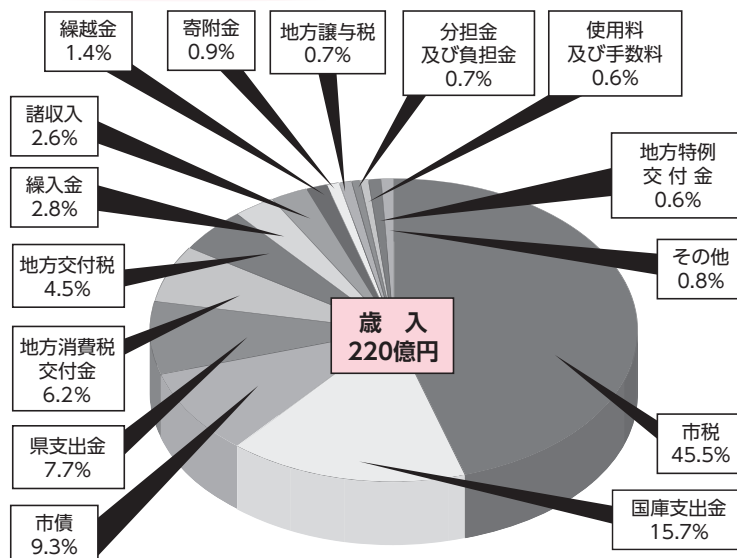 繰越金
1.4%
寄附金
0.9%
地方譲与税
0.7%
分担金
及び負担金
0.7%
使用料
及び手数料
0.6%
諸収入
2.6%
地方特例
交 付 金
0.6%
繰入金
2.8%
その他
0.8%
地方交付税
4.5%
歳　入
220億円
地方消費税
交付金
6.2%
市税
45.5%
県支出金
7.7%
国庫支出金
15.7%
市債
9.3%